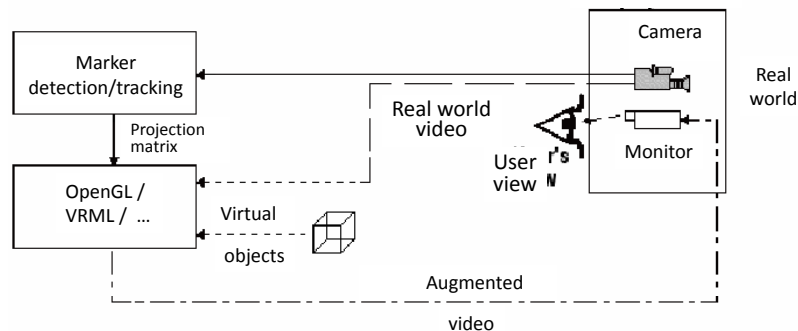 Camera
Marker
detection/tracking
Real
world
Real world
video
Projection
matrix
Monitor
User
view
r's
W
OpenGL /
VRML / ...
Virtual
objects
Augmented
video